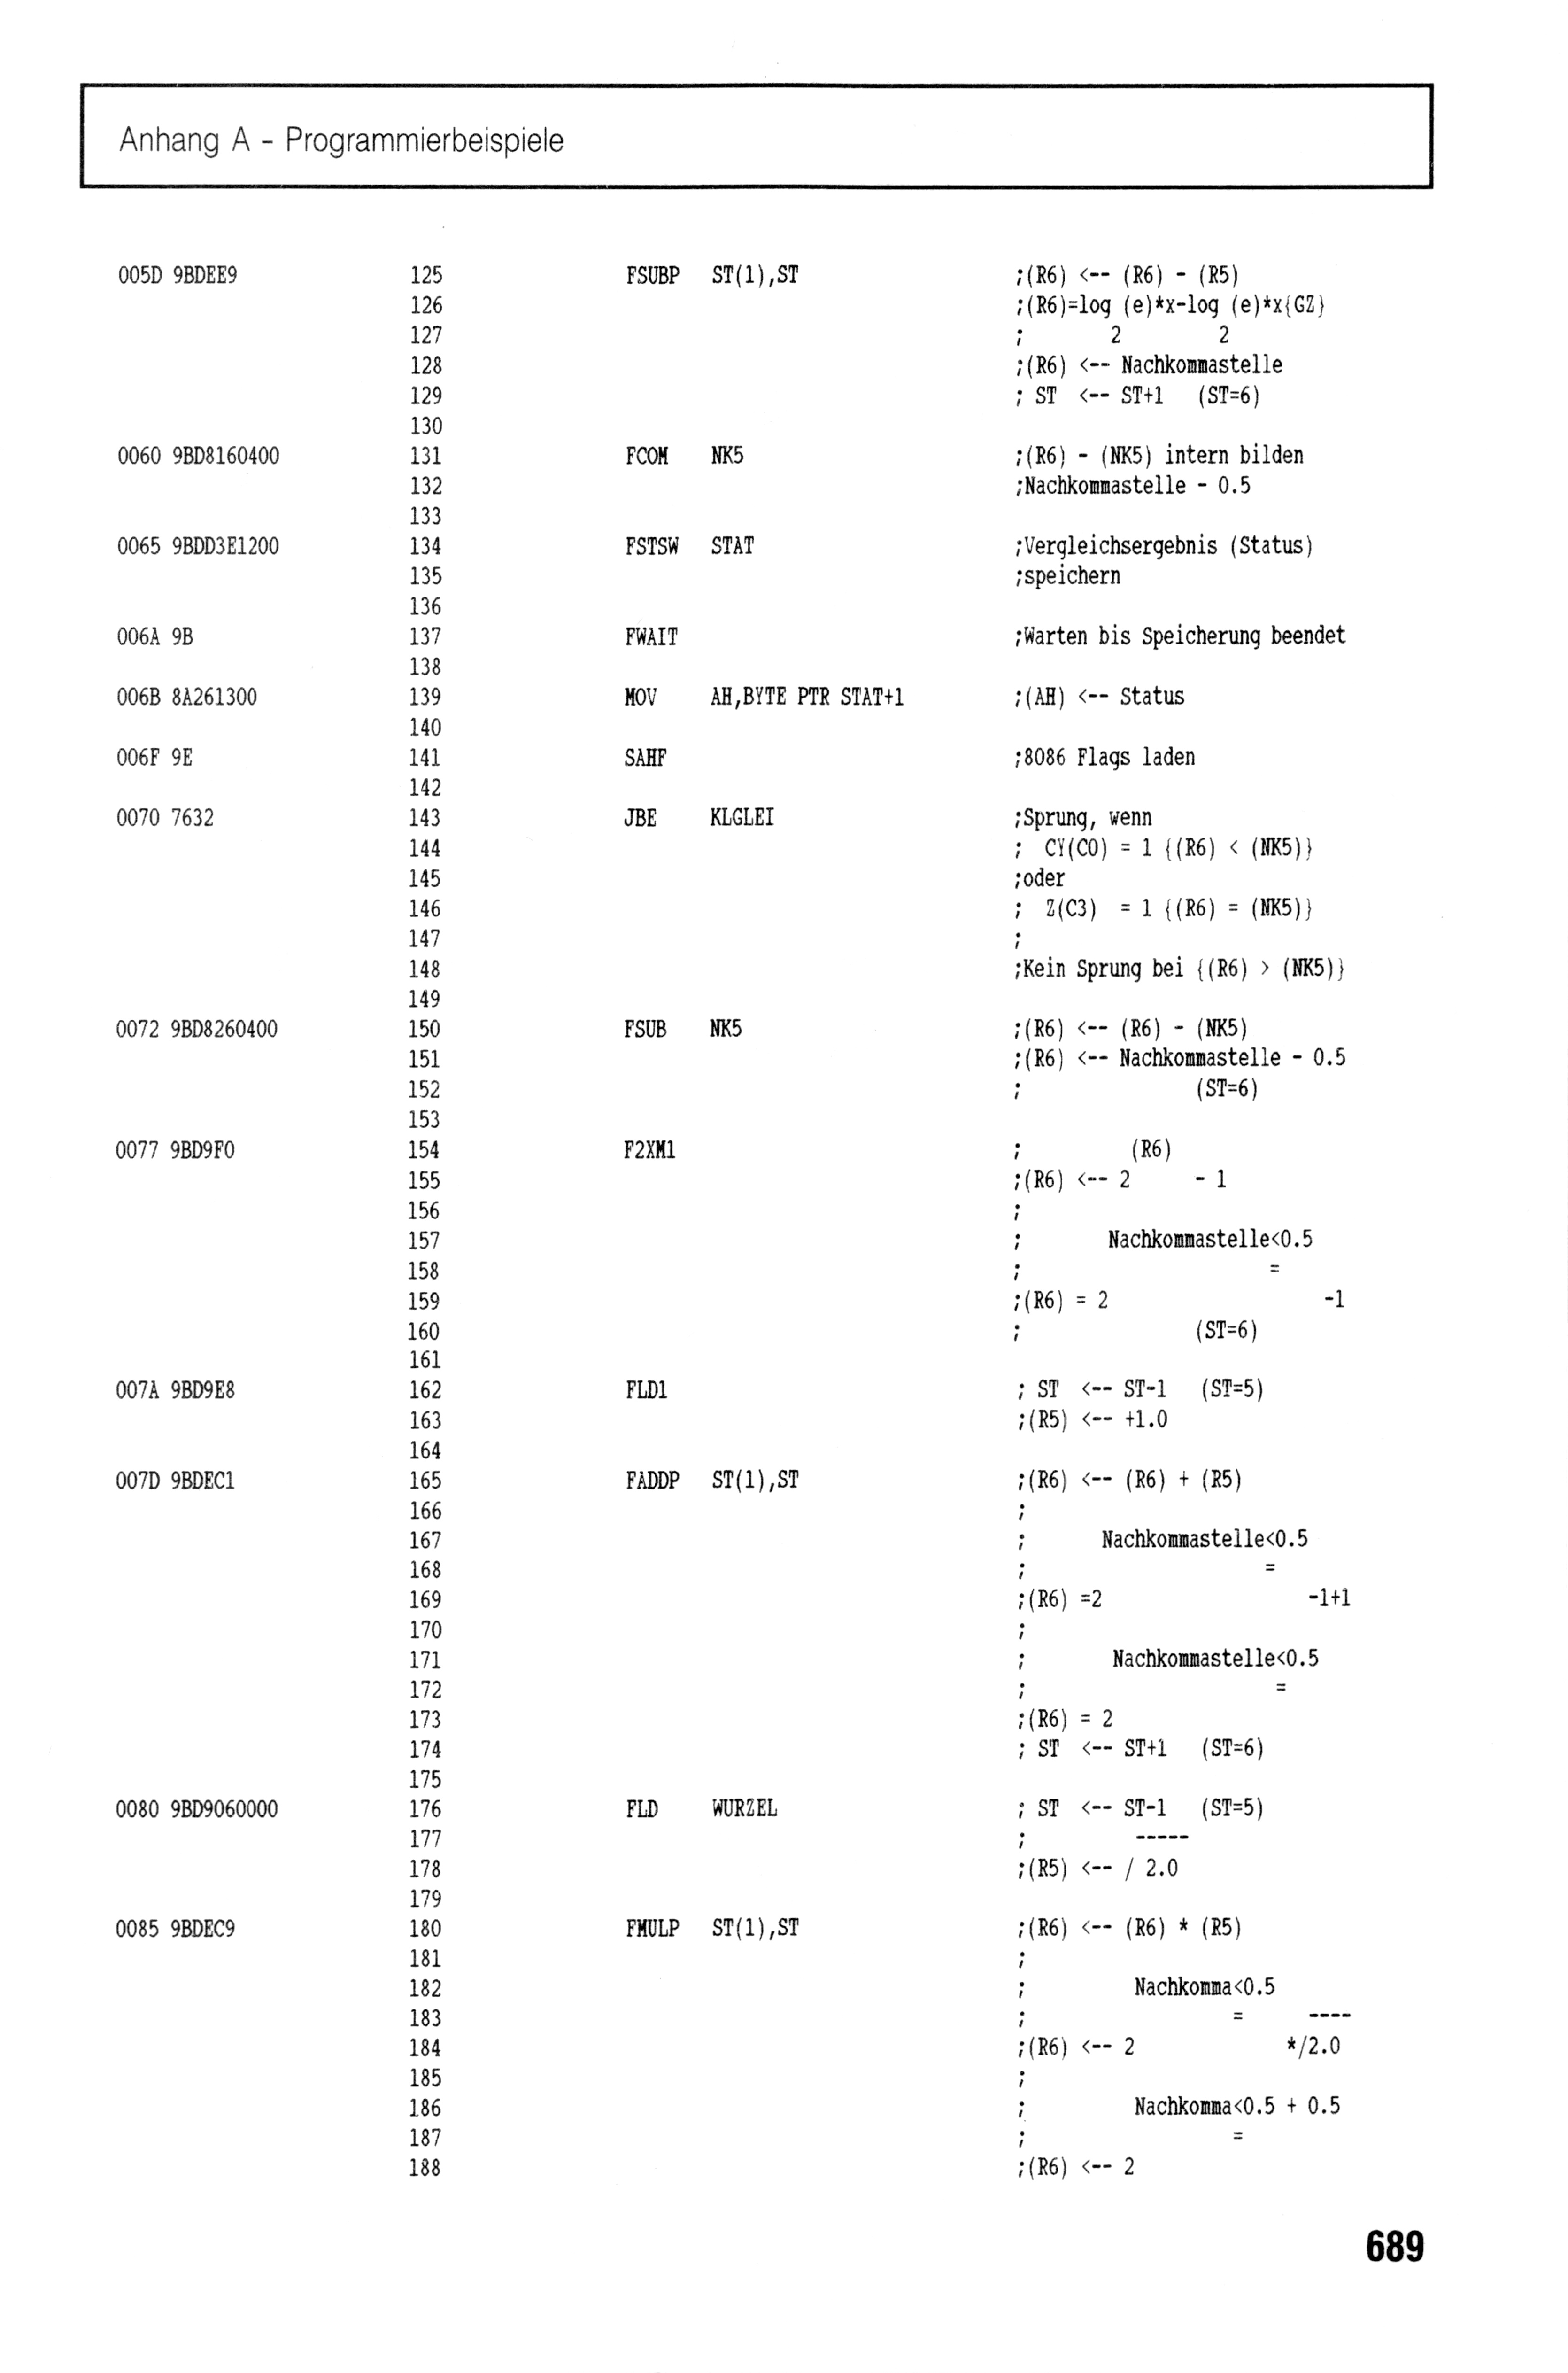 Anhang A - Programmierbeispiele
005D 9BDEE9 125 FSUBP ST(1),ST ;(R6) <-- (R6) - (R5)
126 ;(R6)=log (e)*x-log (e)*x{GZ}
127 ; 2 2
128 ;(R6) <-- Nachkommastelle
129 ; ST <-- ST+1 (ST=6)
130
0060 9BD8160400 131 FCOM NK5 ;(R6) - (NK5) intern bilden
132 ;Nachkommastelle - 0.5
133
0065 9BDD3E1200 134 FSTSW STAT ;Vergleichsergebnis (Status)
135 ;speichern
136
006A 9B 137 FWAIT ;Warten bis Speicherung beendet
138
006B 8A261300 139 MOV AH,BYTE PTR STAT+1 ;(AH) <-- Status
140
006F 9E 141 SAHF ;8086 Flags laden
142
0070 7632 143 JBE KLGLEI ;Sprung, wenn
144 ; CY(C0) = 1 {(R6) < (NK5)}
145 ;oder
146 ; Z(C3) = 1 {(R6) = (NK5)}
147 ;
148 ;Kein Sprung bei {(R6) > (NK5)}
149
0072 9BD8260400 150 FSUB NK5 ;(R6) <-- (R6) - (NK5)
151 ;(R6) <-- Nachkommastelle - 0.5
152 ; (ST=6)
153
0077 9BD9F0 154 F2XM1 ; (R6)
155 ;(R6) <-- 2 - 1
156 ;
157 ; Nachkommastelle<0.5
158 ; =
159 ;(R6) = 2 -1
160 ; (ST=6)
161
007A 9BD9E8 162 FLD1 ; ST <-- ST-1 (ST=5)
163 ;(R5) <-- +1.0
164
007D 9BDEC1 165 FADDP ST(1),ST ;(R6) <-- (R6) + (R5)
166 ;
167 ; Nachkommastelle<0.5
168 ; =
169 ;(R6) =2 -1+1
170 ;
171 ; Nachkommastelle<0.5
172 ; =
173 ;(R6) = 2
174 ; ST <-- ST+1 (ST=6)
175
0080 9BD9060000 176 FLD WURZEL ; ST <-- ST-1 (ST=5)
177 ; -----
178 ;(R5) <-- / 2.0
179
0085 9BDEC9 180 FMULP ST(1),ST ;(R6) <-- (R6) * (R5)
181 ;
182 ; Nachkomma<0.5
183 ; = ----
184 ;(R6) <-- 2 */2.0
185 ;
186 ; Nachkomma<0.5 + 0.5
187 ; =
188 ;(R6) <-- 2
689